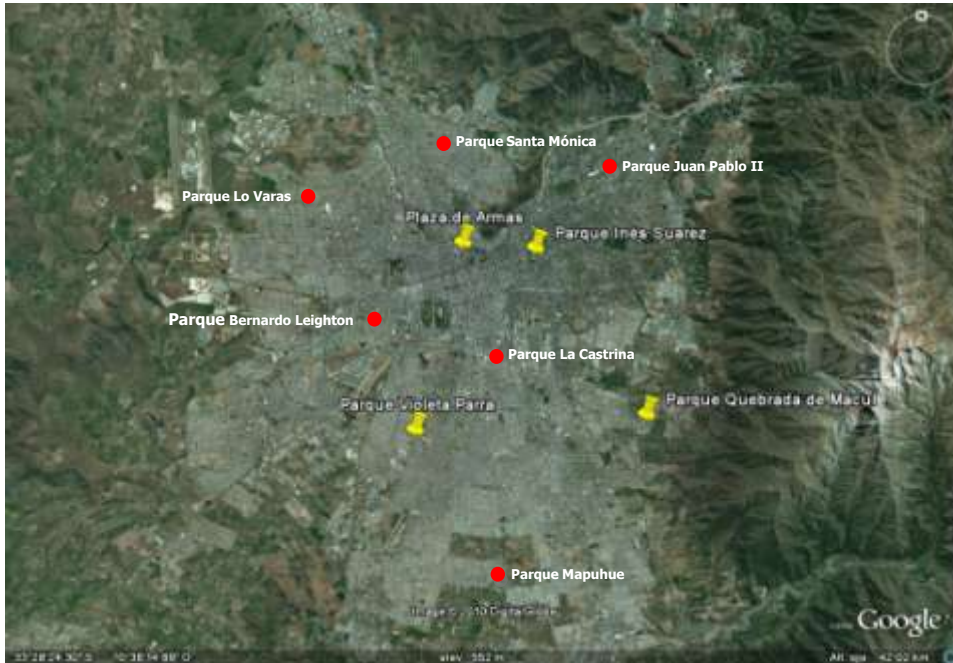 Parque Santa Mónica
Parque Juan Pablo II
Parque Lo Varas
Plaza de Armas
Parque Inés Suarez
Parque Bernardo Leighton
Parque La Castrina
Parque Violeta Parra
Parque Quebrada de Macul
Parque Mapuhue
Google